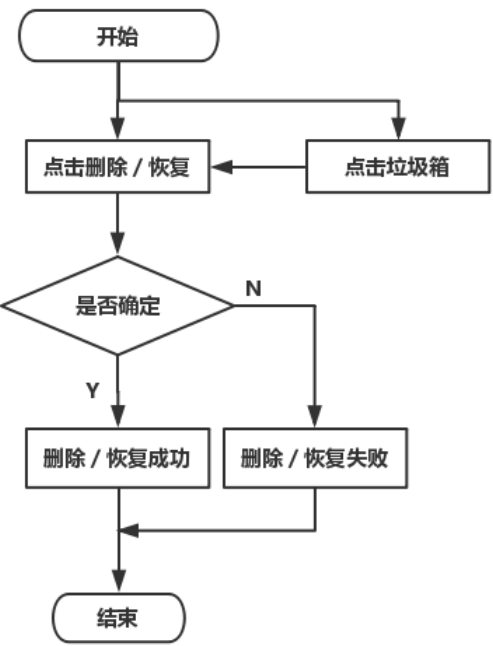 开始
点击删除 / 恢复
点击垃圾箱
是否确定
N
Y
删除 / 恢复成功
删除 / 恢复失败
结束